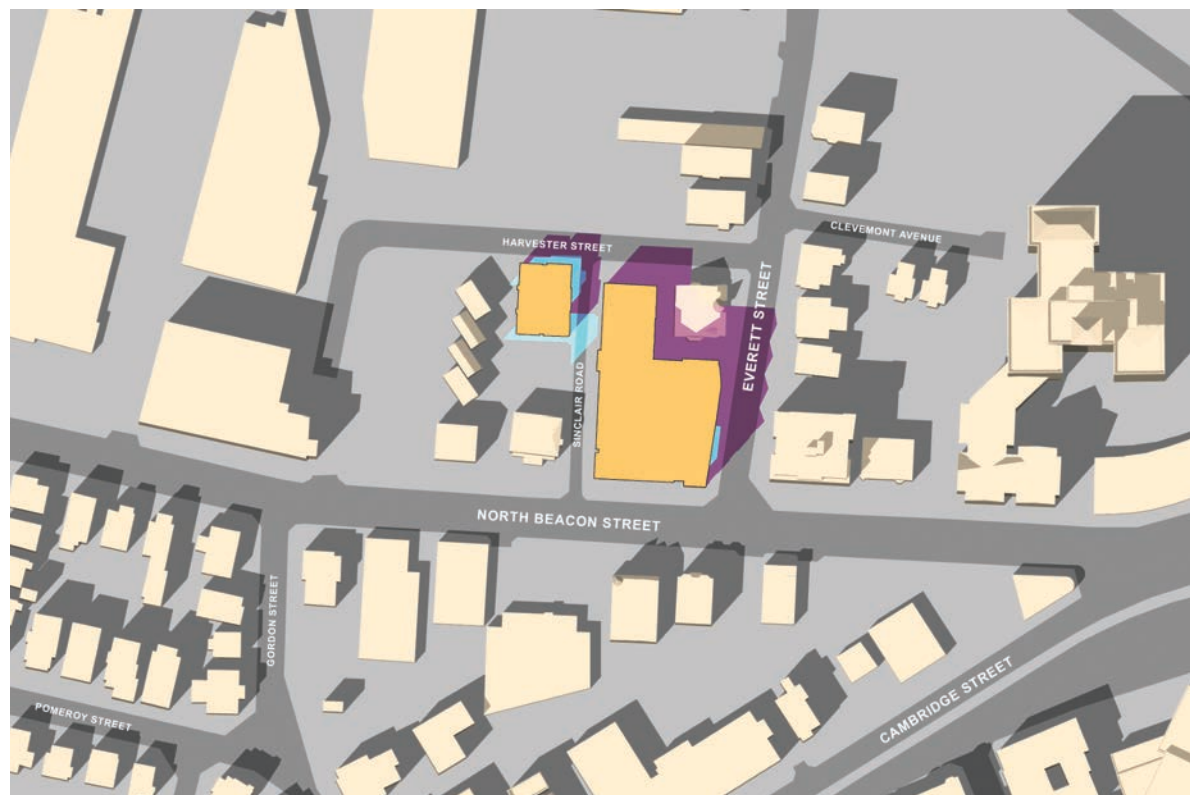 CLEVEMONT AVENUE
HARVESTER STREET
EVERETT STREET
SINCLAIR ROAD
NORTH BEACON STREET
GORDON STREET
CAMBRIDGE STREET
POMEROY STREET